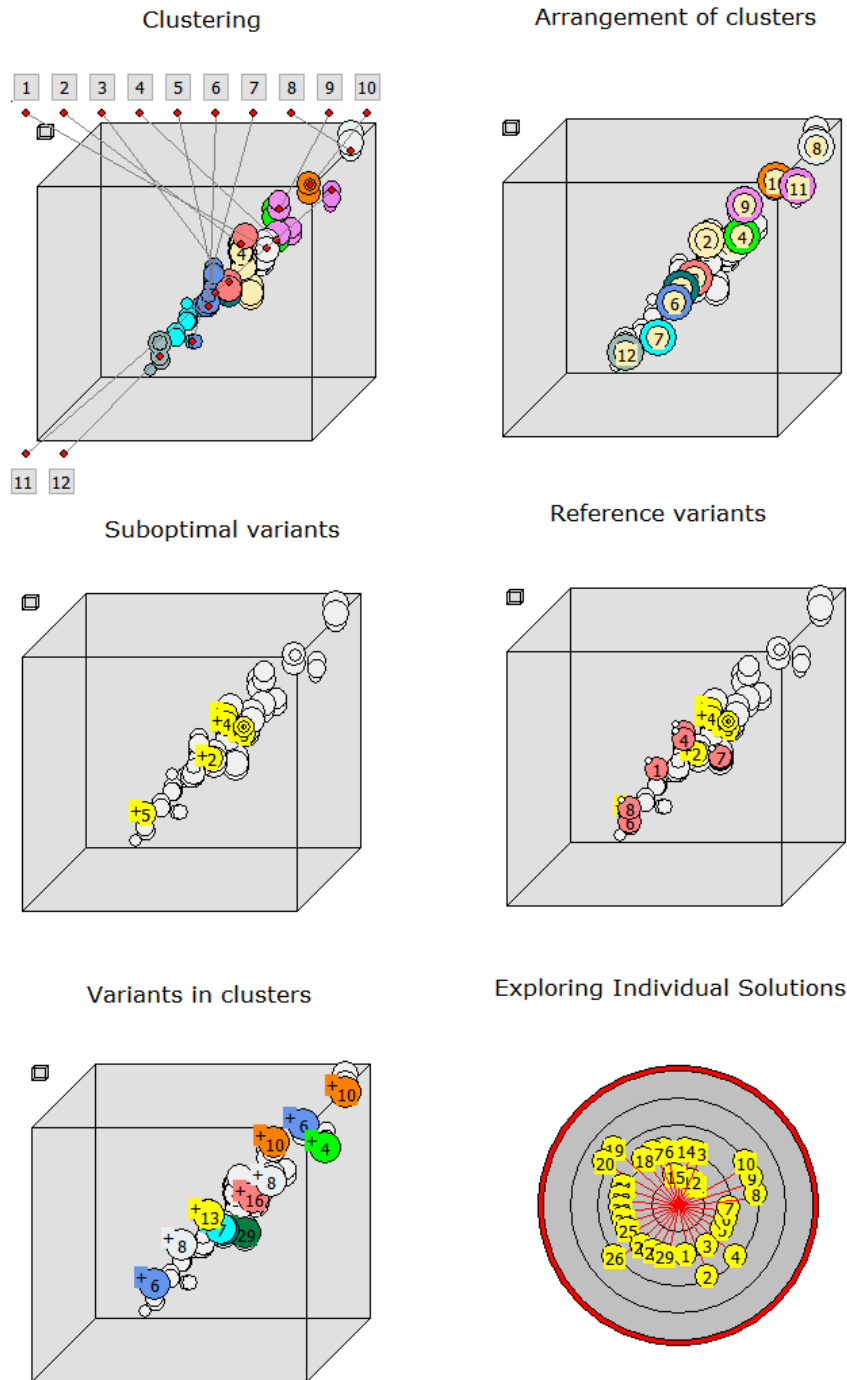 Clustering
Arrangement of clusters
1 2 3 4 5 6 7 8 9 10
4
11 12
8
11
9
2 4
6
7
12
Suboptimal variants
Reference variants
+4
+2
+5
+4
4 +2 7
1
8
6
Variants in clusters
Exploring Individual Solutions
+10
+6
+10 +4
+8
+16
+13
7 29
+8
+6
19 14 3
20 18 10
15 12 9
8
7
25
26 29 1 3 4
2